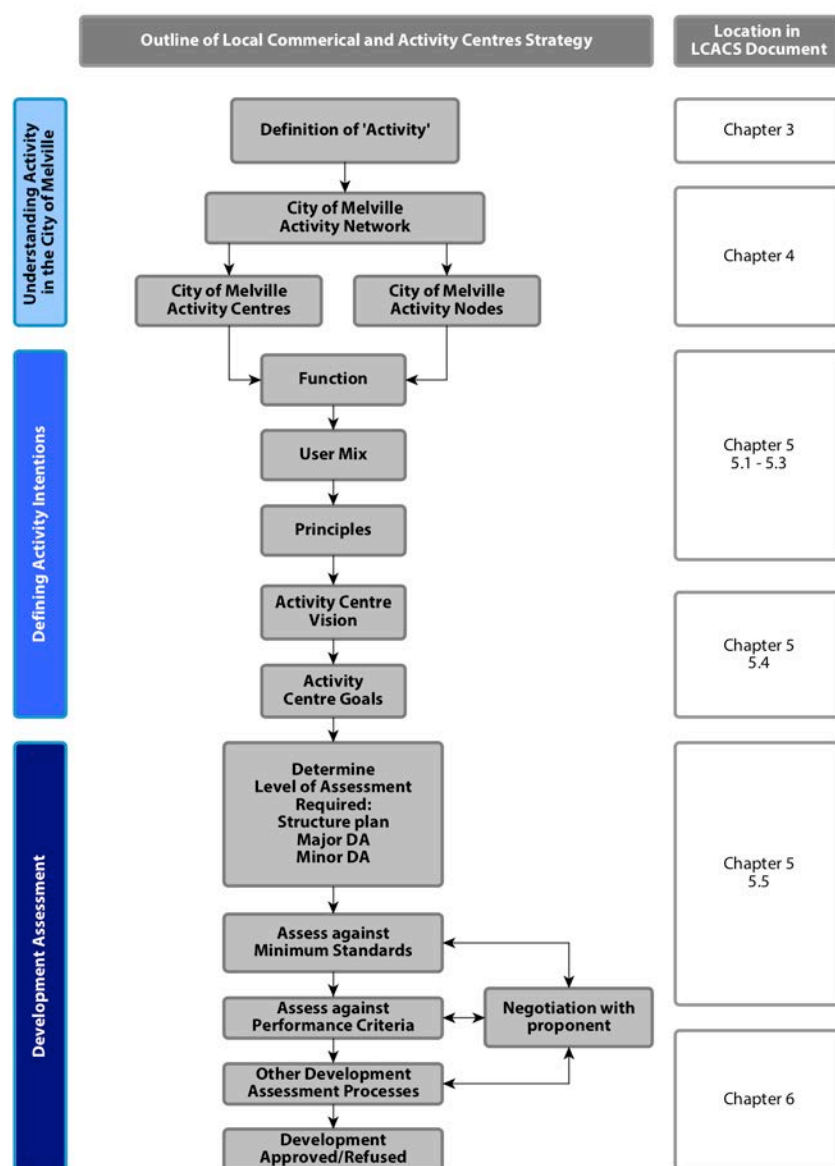 Outline of Local Commerical and Activity Centres Strategy
Location in
LCACS Document
Understanding Activity
in the City of Melville
Definition of 'Activity'
Chapter 3
City of Melville
Activity Network
Chapter 4
City of Melville
Activity Centres
City of Melville
Activity Nodes
Defining Activity Intentions
Function
User Mix
Principles
Chapter 5
5.1 - 5.3
Activity Centre
Vision
Activity
Centre Goals
Chapter 5
5.4
Development Assessment
Determine
Level of Assessment
Required:
Structure plan
Major DA
Minor DA
Chapter 5
5.5
Assess against
Minimum Standards
Assess against
Performance Criteria
Negotiation with
proponent
Other Development
Assessment Processes
Chapter 6
Development
Approved/Refused